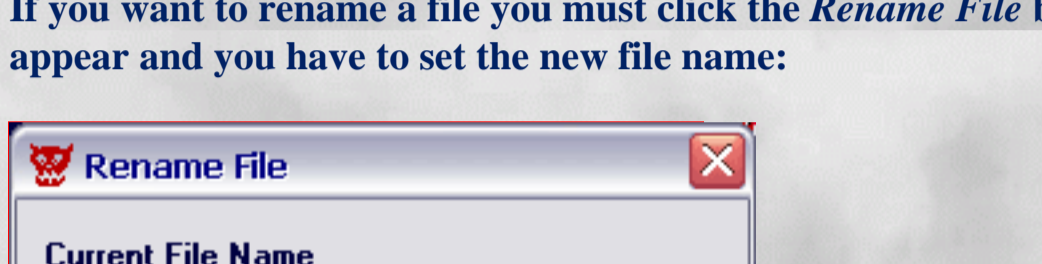 If you want to rename a file you must click the Rename File
appear and you have to set the new file name:
Rename File
Current File Name